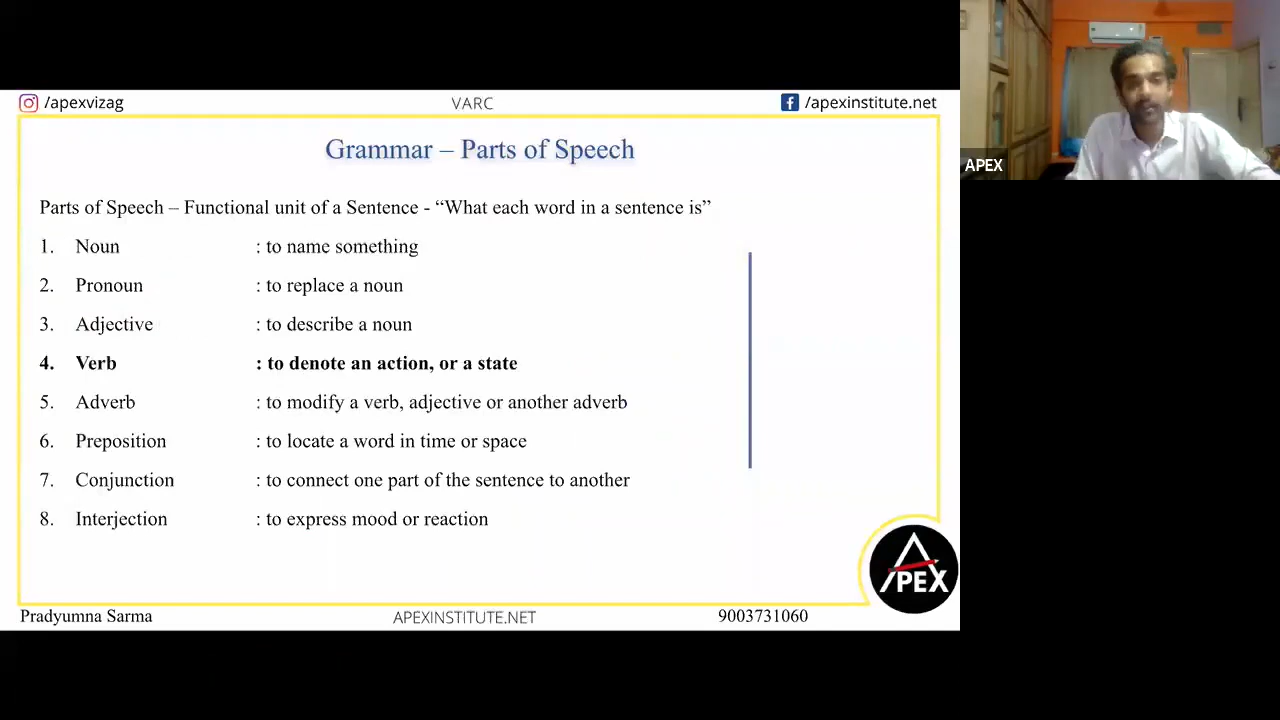 /apexvizag VARC /apexinstitute.net
APEX
Grammar – Parts of Speech
Parts of Speech – Functional unit of a Sentence - “What each word in a sentence is”
1. Noun : to name something
2. Pronoun : to replace a noun
3. Adjective : to describe a noun
4. Verb : to denote an action, or a state
5. Adverb : to modify a verb, adjective or another adverb
6. Preposition : to locate a word in time or space
7. Conjunction : to connect one part of the sentence to another
8. Interjection : to express mood or reaction
APEX
Pradyumna Sarma APEXINSTITUTE.NET 9003731060